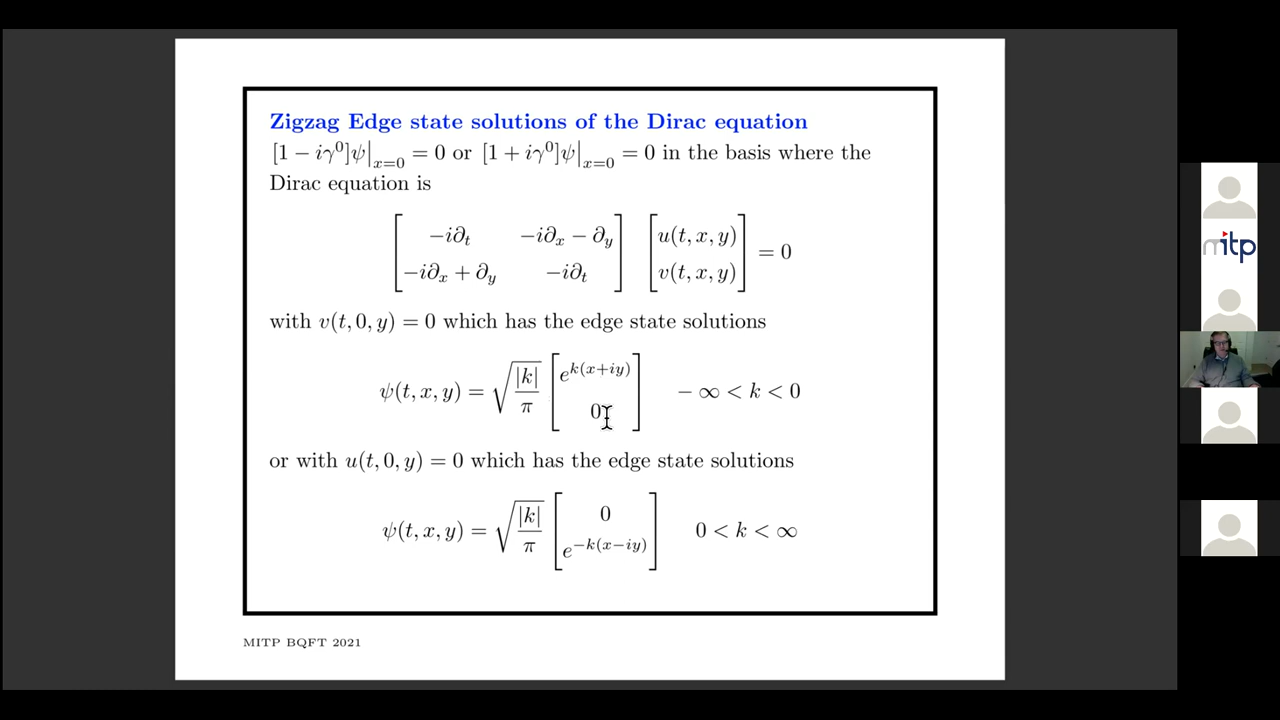 Zigzag Edge state solutions of the Dirac equation
[1 − iγ⁰]ψ|ₓ₌₀ = 0 or [1 + iγ⁰]ψ|ₓ₌₀ = 0 in the basis where the
Dirac equation is
[ −i∂ₜ −i∂ₓ − ∂_y ] [ u(t, x, y) ]
[ −i∂ₓ + ∂_y −i∂ₜ ] [ v(t, x, y) ] = 0
with v(t, 0, y) = 0 which has the edge state solutions
ψ(t, x, y) = √(|k|/π) [ e^{k(x+iy)} ; 0 ] − ∞ < k < 0
or with u(t, 0, y) = 0 which has the edge state solutions
ψ(t, x, y) = √(|k|/π) [ 0 ; e^{−k(x−iy)} ] 0 < k < ∞
MITP BQFT 2021
mitp